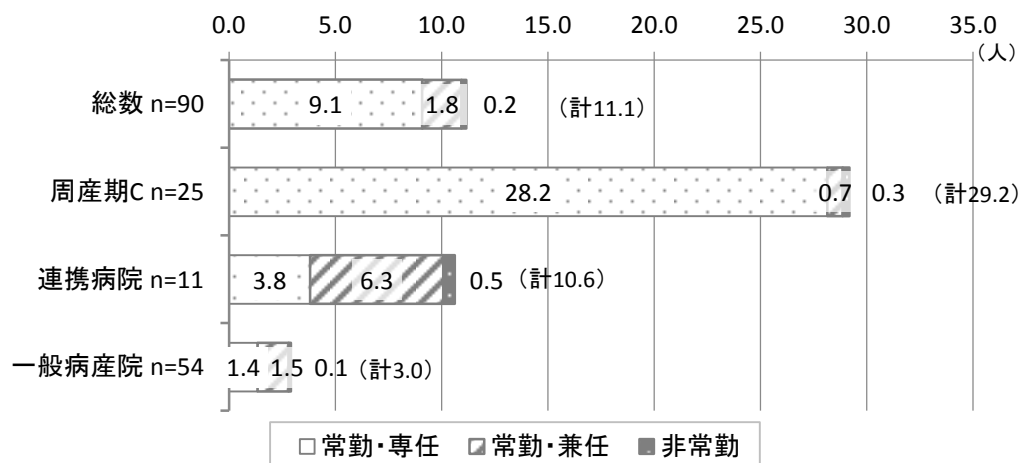 0.0 5.0 10.0 15.0 20.0 25.0 30.0 35.0
（人）
総数 n=90 9.1 1.8 0.2 （計11.1）
周産期C n=25 28.2 0.7 0.3 （計29.2）
連携病院 n=11 3.8 6.3 0.5 （計10.6）
一般病産院 n=54 1.4 1.5 0.1 （計3.0）
常勤・専任 常勤・兼任 非常勤